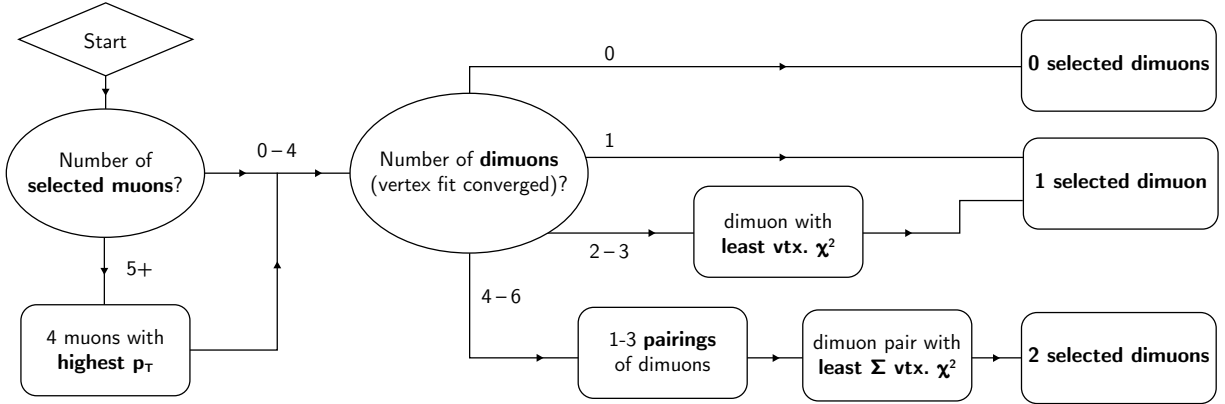 Start
Number of
selected muons?
0 – 4
5+
4 muons with
highest pT
Number of dimuons
(vertex fit converged)?
0
0 selected dimuons
1
1 selected dimuon
2 – 3
dimuon with
least vtx. χ²
4 – 6
1-3 pairings
of dimuons
dimuon pair with
least Σ vtx. χ²
2 selected dimuons